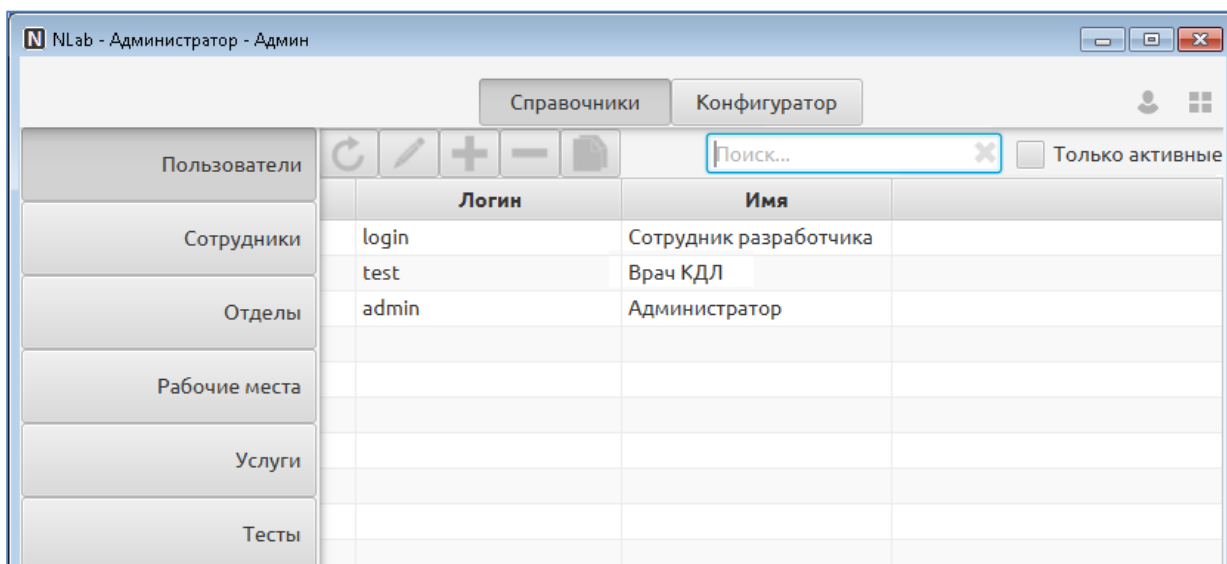 NLab - Администратор - Админ
Справочники Конфигуратор
Пользователи Поиск... Только активные
Логин Имя
Сотрудники login Сотрудник разработчика
test Врач КДЛ
Отделы admin Администратор
Рабочие места
Услуги
Тесты